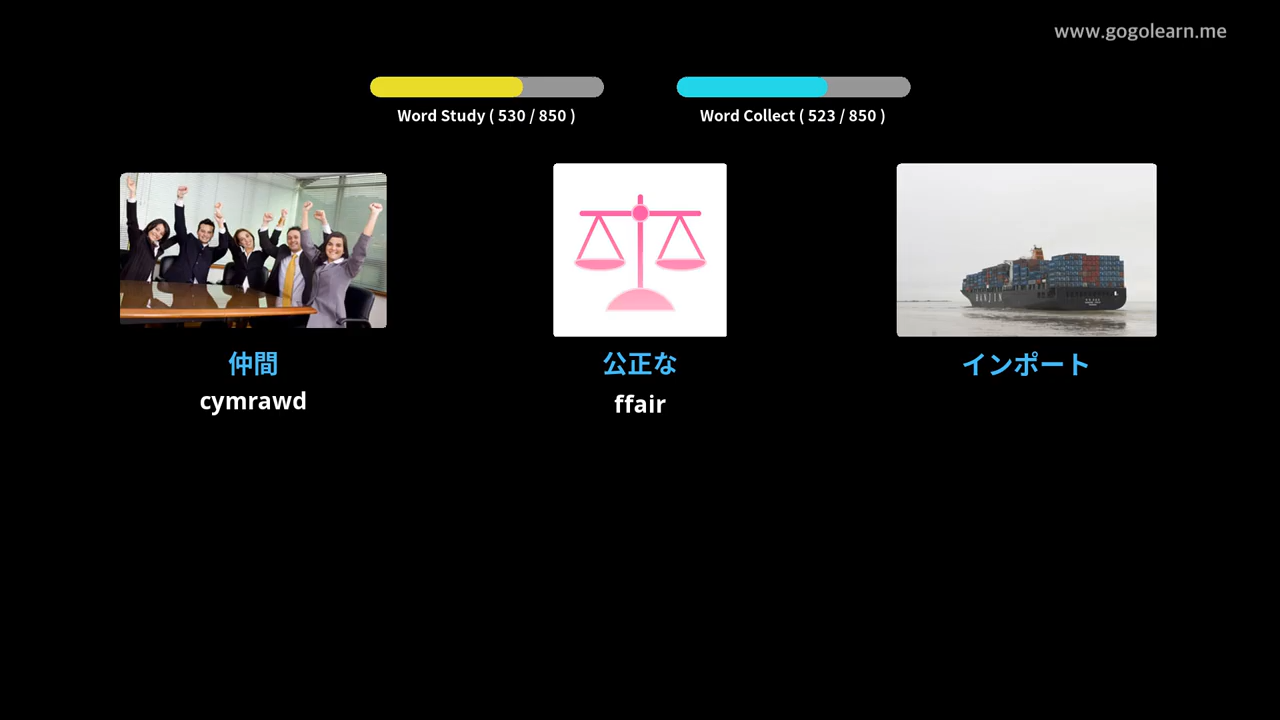 www.gogolearn.me
Word Study ( 530 / 850 )
Word Collect ( 523 / 850 )
HANJIN
仲間
公正な
インポート
cymrawd
ffair